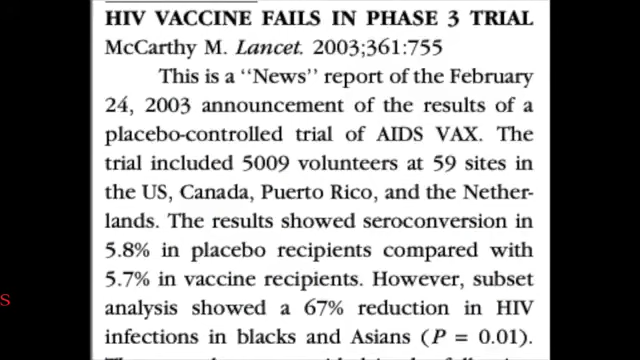 HIV VACCINE FAILS IN PHASE 3 TRIAL
McCarthy M. Lancet. 2003;361:755
This is a "News" report of the February
24, 2003 announcement of the results of a
placebo-controlled trial of AIDS VAX. The
trial included 5009 volunteers at 59 sites in
the US, Canada, Puerto Rico, and the Nether-
lands. The results showed seroconversion in
5.8% in placebo recipients compared with
5.7% in vaccine recipients. However, subset
s
analysis showed a 67% reduction in HIV
infections in blacks and Asians (P = 0.01).